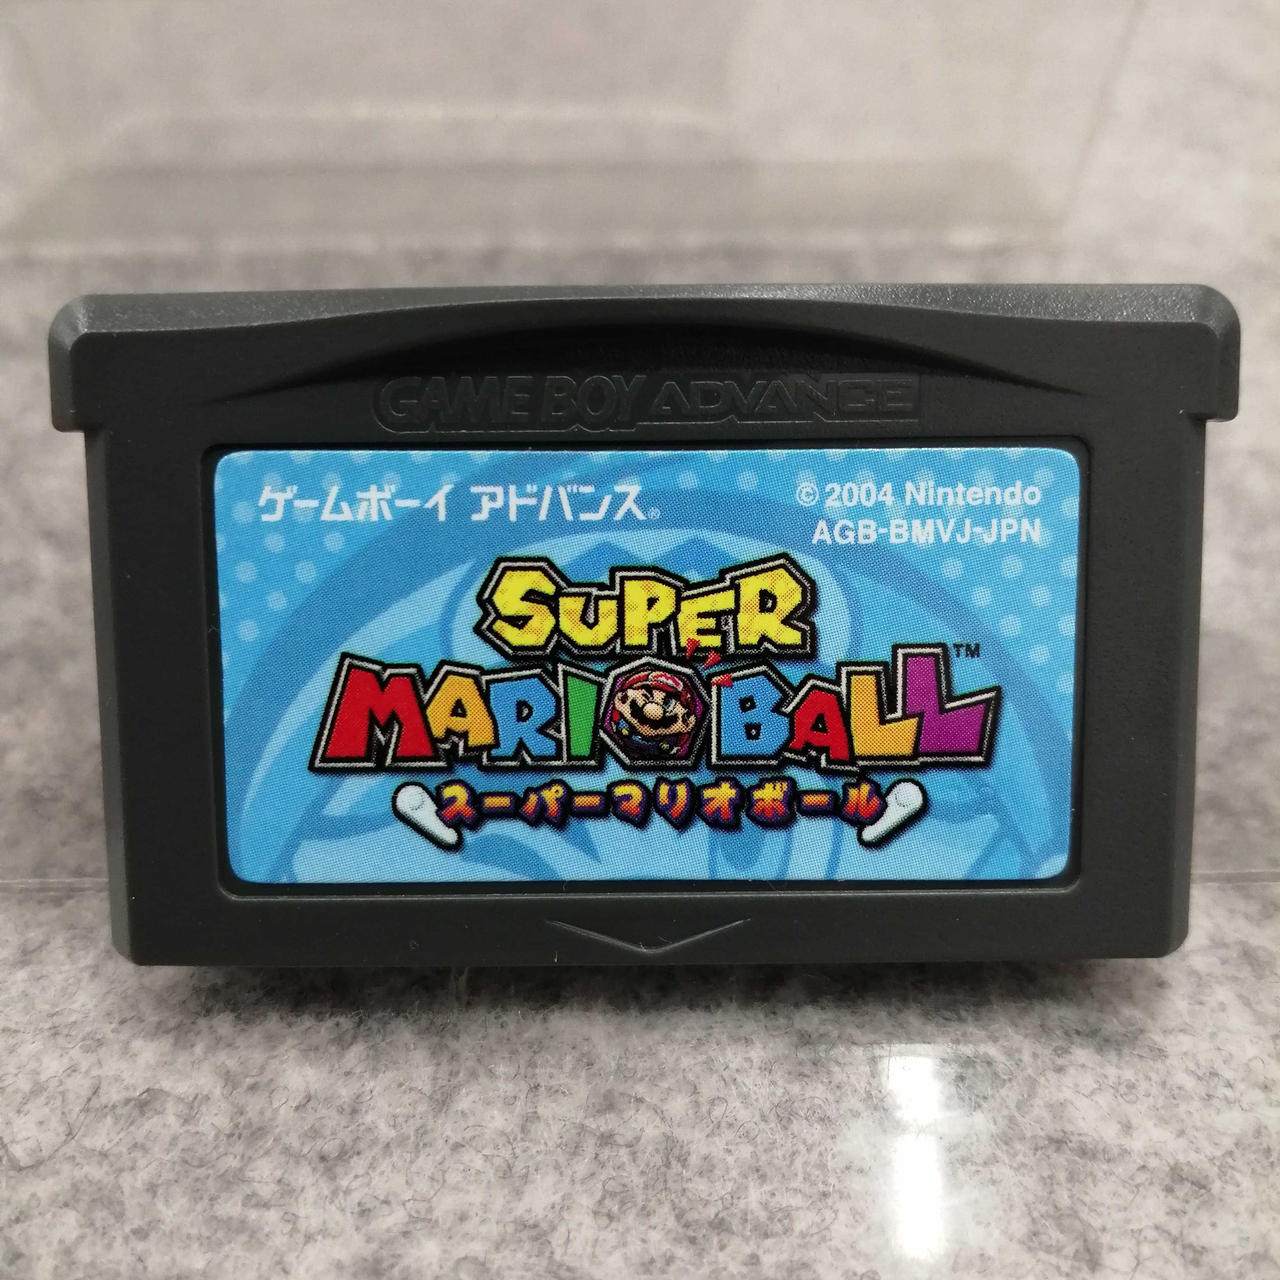 GAME BOY ADVANCE
ゲームボーイ アドバンス®
© 2004 Nintendo
AGB-BMVJ-JPN
SUPER
MARIO BALL™
スーパーマリオボール